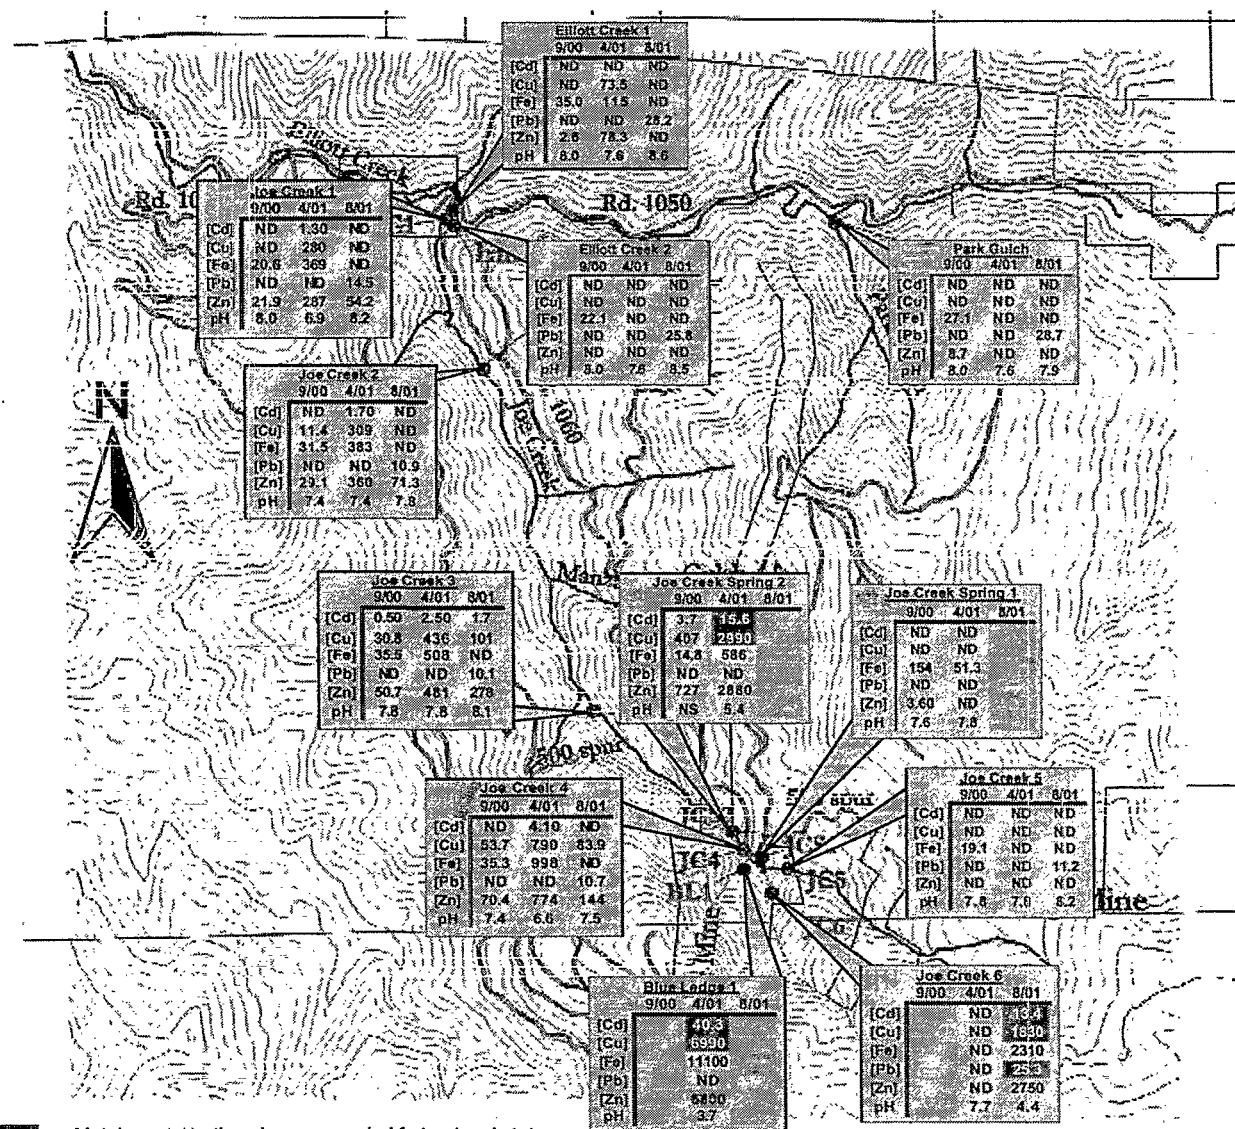 Elliott Creek 1
9/00 4/01 8/01
[Cd] ND ND ND
[Cu] ND 73.5 ND
[Fe] 35.0 115 ND
[Pb] ND ND 28.2
[Zn] 2.6 78.3 ND
pH 8.0 7.6 8.6
Joe Creek 1
9/00 4/01 8/01
[Cd] ND 1.30 ND
[Cu] ND 280 ND
[Fe] 20.6 369 ND
[Pb] ND ND 14.5
[Zn] 21.9 287 54.2
pH 8.0 6.9 8.2
Rd. 1050
Elliott Creek 2
9/00 4/01 8/01
[Cd] ND ND ND
[Cu] ND ND ND
[Fe] 22.1 ND ND
[Pb] ND ND 25.8
[Zn] ND ND ND
pH 8.0 7.6 8.5
Park Gulch
9/00 4/01 8/01
[Cd] ND ND ND
[Cu] ND ND ND
[Fe] 27.1 ND ND
[Pb] ND ND 28.7
[Zn] 8.7 ND ND
pH 8.0 7.6 7.9
Joe Creek 2
9/00 4/01 8/01
[Cd] ND 1.70 ND
[Cu] 11.4 309 ND
[Fe] 31.5 383 ND
[Pb] ND ND 10.9
[Zn] 29.1 360 71.3
pH 7.4 7.4 7.8
N
Joe Creek
1060
Joe Creek 3
9/00 4/01 8/01
[Cd] 0.50 2.50 1.7
[Cu] 30.8 436 101
[Fe] 35.5 508 ND
[Pb] ND ND 10.1
[Zn] 50.7 481 278
pH 7.8 7.8 8.1
Joe Creek Spring 2
9/00 4/01 8/01
[Cd] 3.7 15.6
[Cu] 407 2990
[Fe] 14.8 586
[Pb] ND ND
[Zn] 727 2880
pH NS 5.4
Joe Creek Spring 1
9/00 4/01 8/01
[Cd] ND ND
[Cu] ND ND
[Fe] 154 51.3
[Pb] ND ND
[Zn] 3.60 ND
pH 7.6 7.8
500 spur
Joe Creek 4
9/00 4/01 8/01
[Cd] ND 4.10 ND
[Cu] 53.7 790 83.9
[Fe] 35.3 998 ND
[Pb] ND ND 10.7
[Zn] 70.4 774 144
pH 7.4 6.6 7.5
Joe Creek 5
9/00 4/01 8/01
[Cd] ND ND ND
[Cu] ND ND ND
[Fe] 19.1 ND ND
[Pb] ND ND 11.2
[Zn] ND ND ND
pH 7.8 7.8 8.2
JC4
BL1
Mine
Blue Ledge 1
9/00 4/01 8/01
[Cd] 40.3
[Cu] 6990
[Fe] 11100
[Pb] ND
[Zn] 5800
pH 3.7
Joe Creek 6
9/00 4/01 8/01
[Cd] ND 13.4
[Cu] ND
[Fe] ND 2310
[Pb] ND
[Zn] ND 2750
pH 7.7 4.4